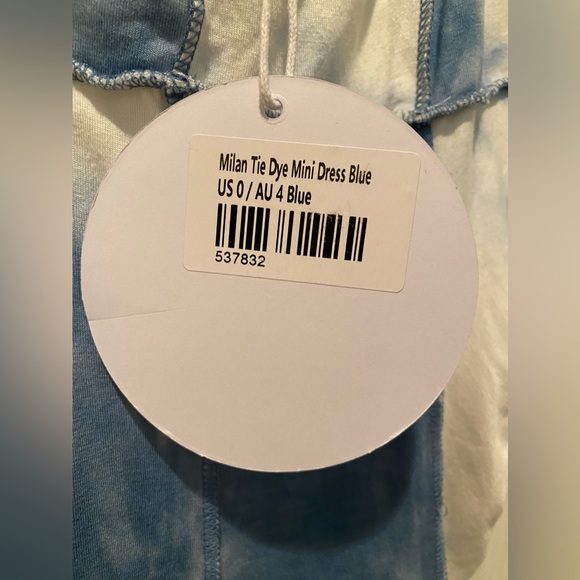 Milan Tie Dye Mini Dress Blue
US 0 / AU 4 Blue
537832